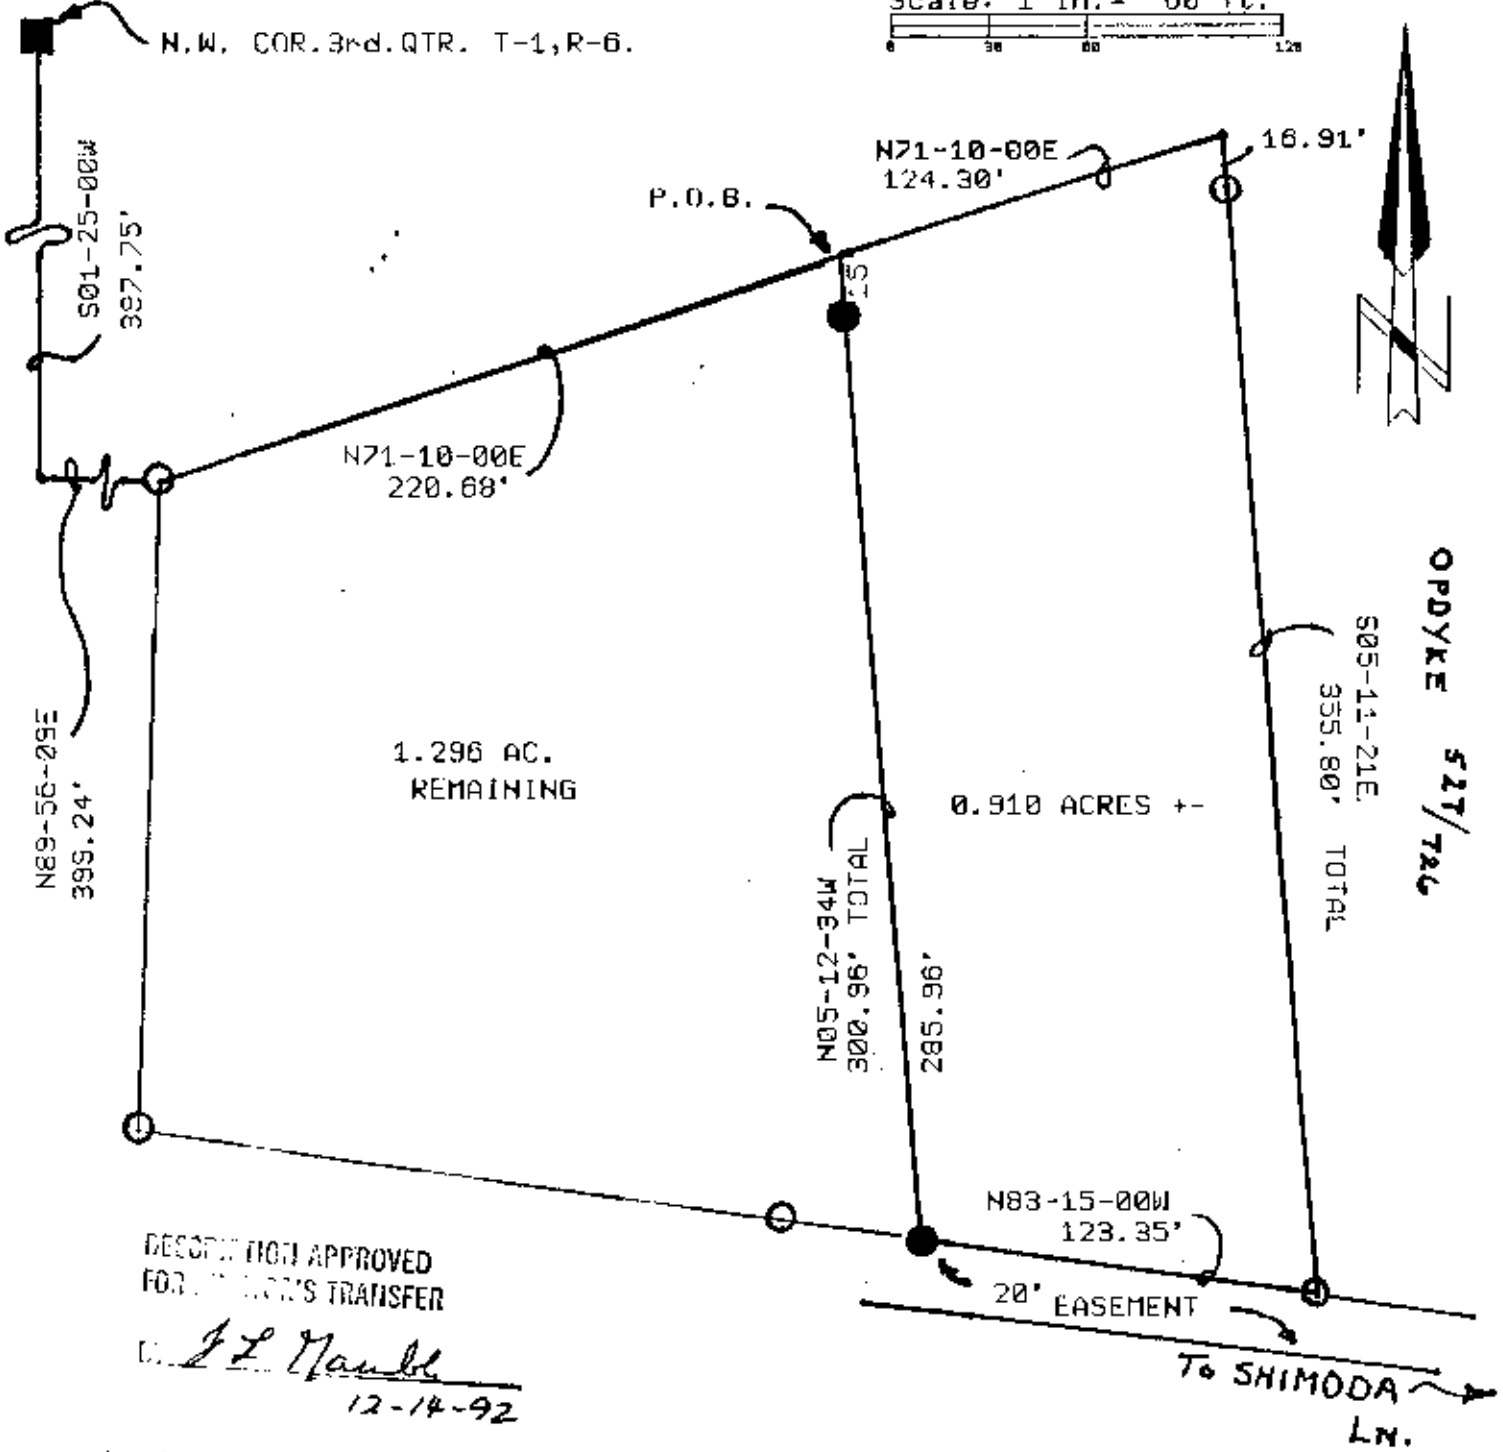 Scale: 1 in.= 60 ft.
0 30 60 120
N.W. COR.3rd.QTR. T-1,R-6.
N71-10-00E
124.30'
16.91'
P.O.B.
15
S01-25-00W
397.75'
N71-10-00E
220.68'
N89-56-09E
399.24'
1.296 AC.
REMAINING
0.910 ACRES +-
N05-12-34W
300.96' TOTAL
285.96'
S05-11-21E
355.80' TOTAL
OPDYKE 527/726
N83-15-00W
123.35'
20' EASEMENT
To SHIMODA
LN.
APPROVED
FOR TRANSFER
12-14-92